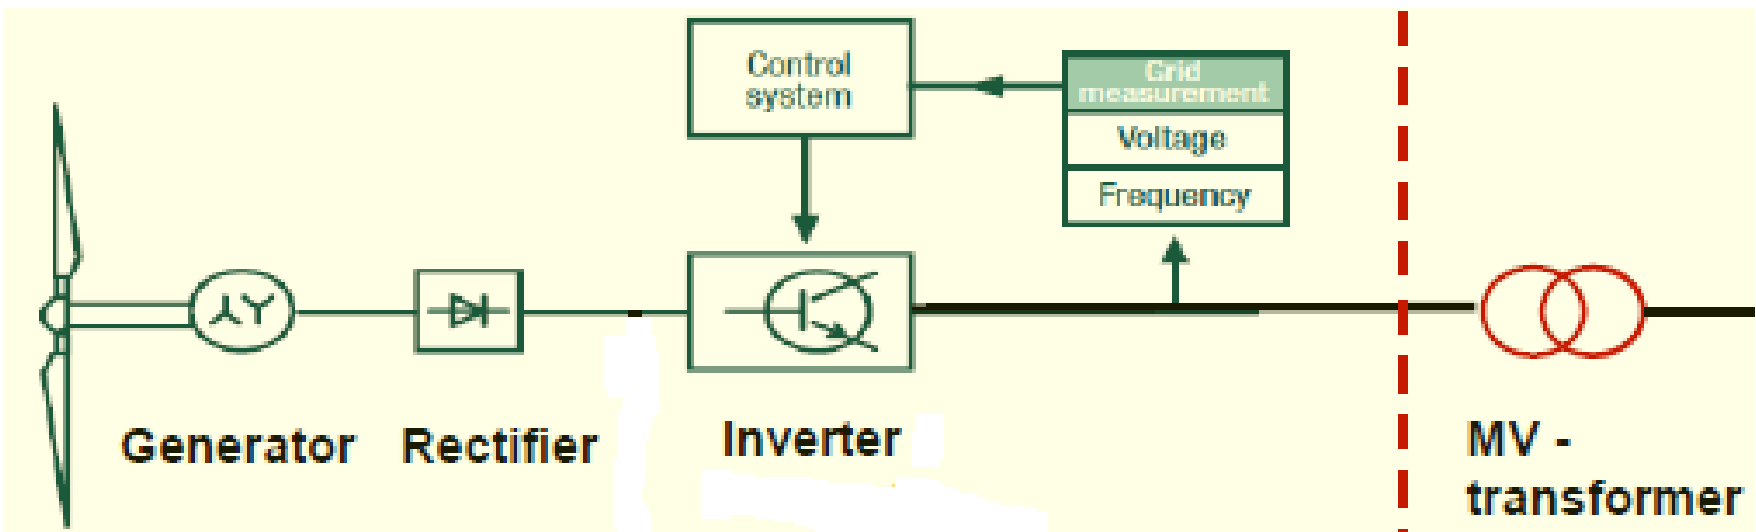 Control
system
Grid
measurement
Voltage
Frequency
Generator
Rectifier
Inverter
MV -
transformer